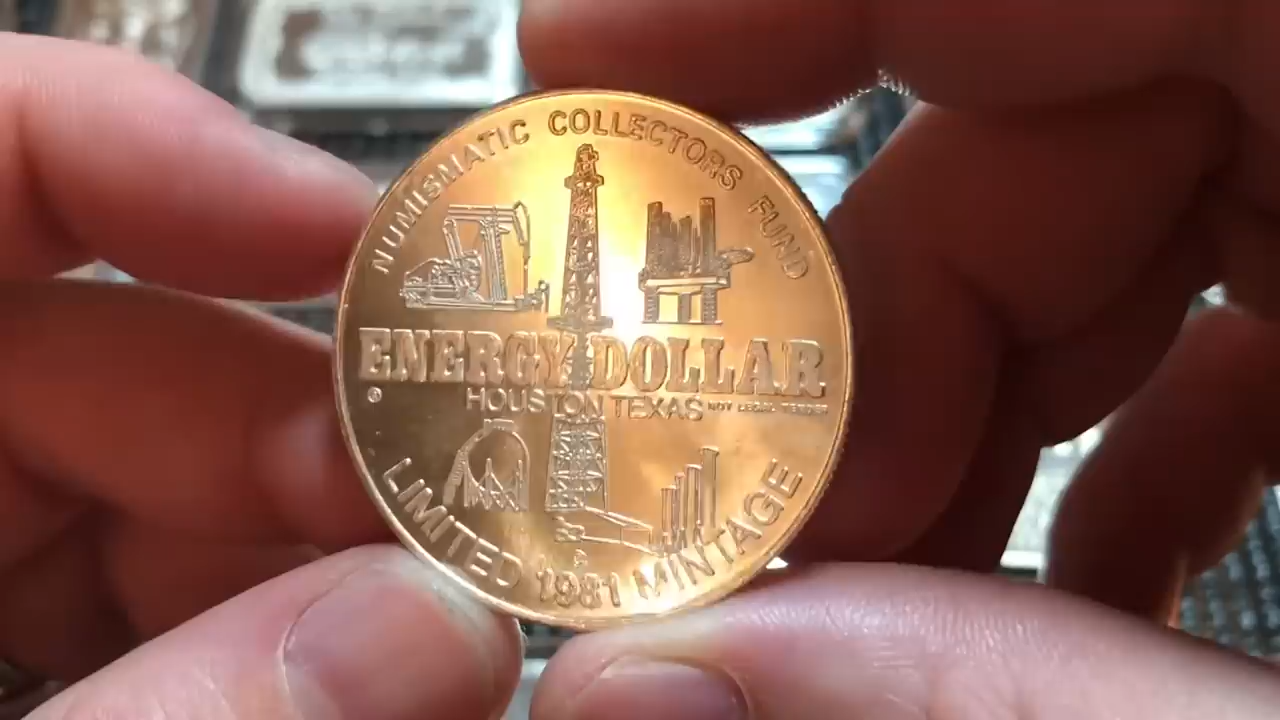 NUMISMATIC COLLECTORS FUND
ENERGY DOLLAR
HOUSTON TEXAS NOT LEGAL TENDER
LIMITED 1981 MINTAGE